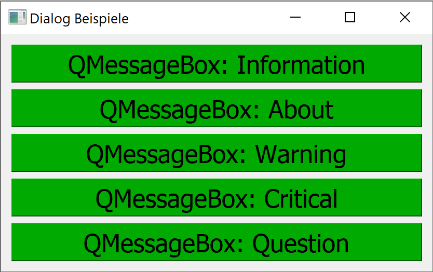 Dialog Beispiele
QMessageBox: Information
QMessageBox: About
QMessageBox: Warning
QMessageBox: Critical
QMessageBox: Question